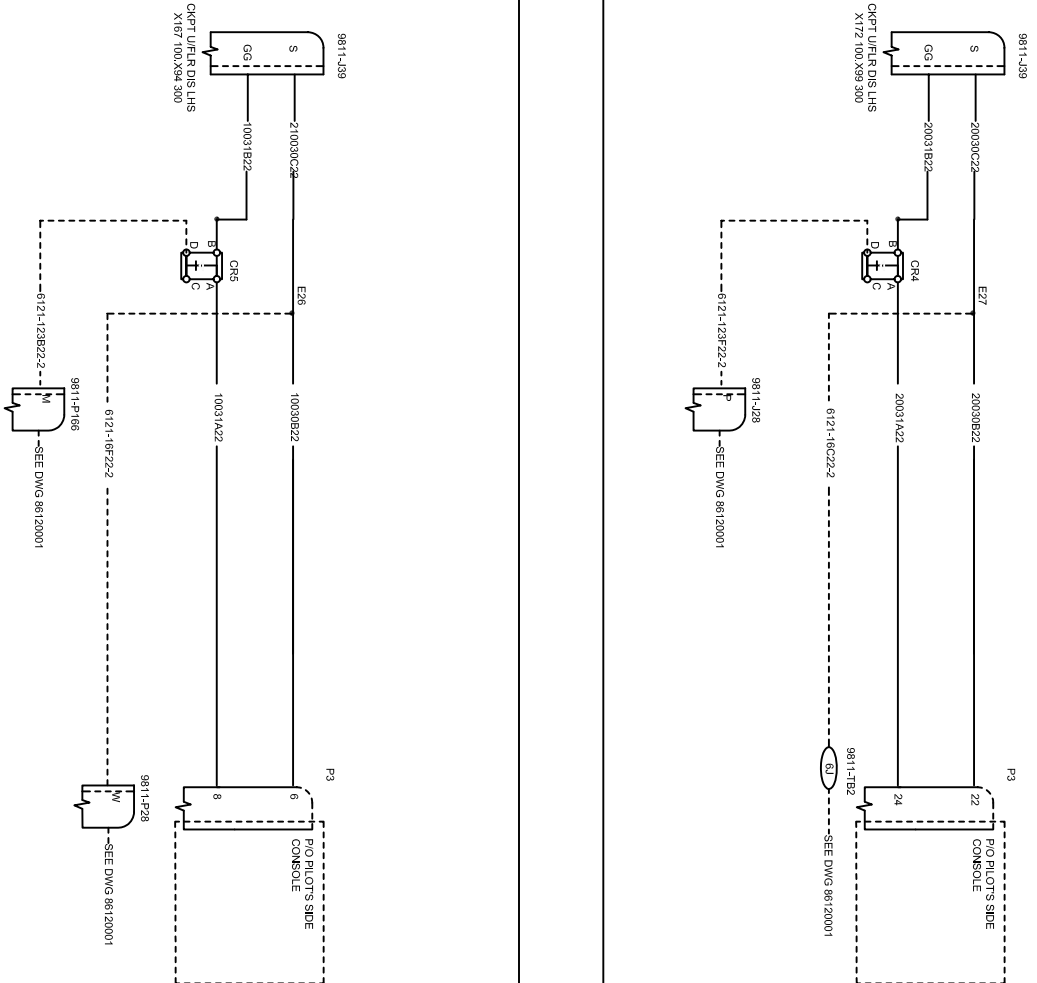 9811-J39
S
GG
CKPT U/FLR DIS LHS
X172 100.X99 300
20030C22
20031B22
B
D
A
C
CR4
E27
6121-123F22-2
P
9811-J28
SEE DWG 86120001
20030B22
20031A22
6121-16C22-2
6J
9811-TB2
SEE DWG 86120001
P3
22
24
P/O PILOT'S SIDE
CONSOLE
9811-J39
S
GG
CKPT U/FLR DIS LHS
X167 100.X94 300
210030C22
10031B22
B
D
A
C
CR5
E26
6121-123B22-2
M
9811-P166
SEE DWG 86120001
10030B22
10031A22
6121-16F22-2
W
9811-P28
SEE DWG 86120001
P3
6
8
P/O PILOT'S SIDE
CONSOLE